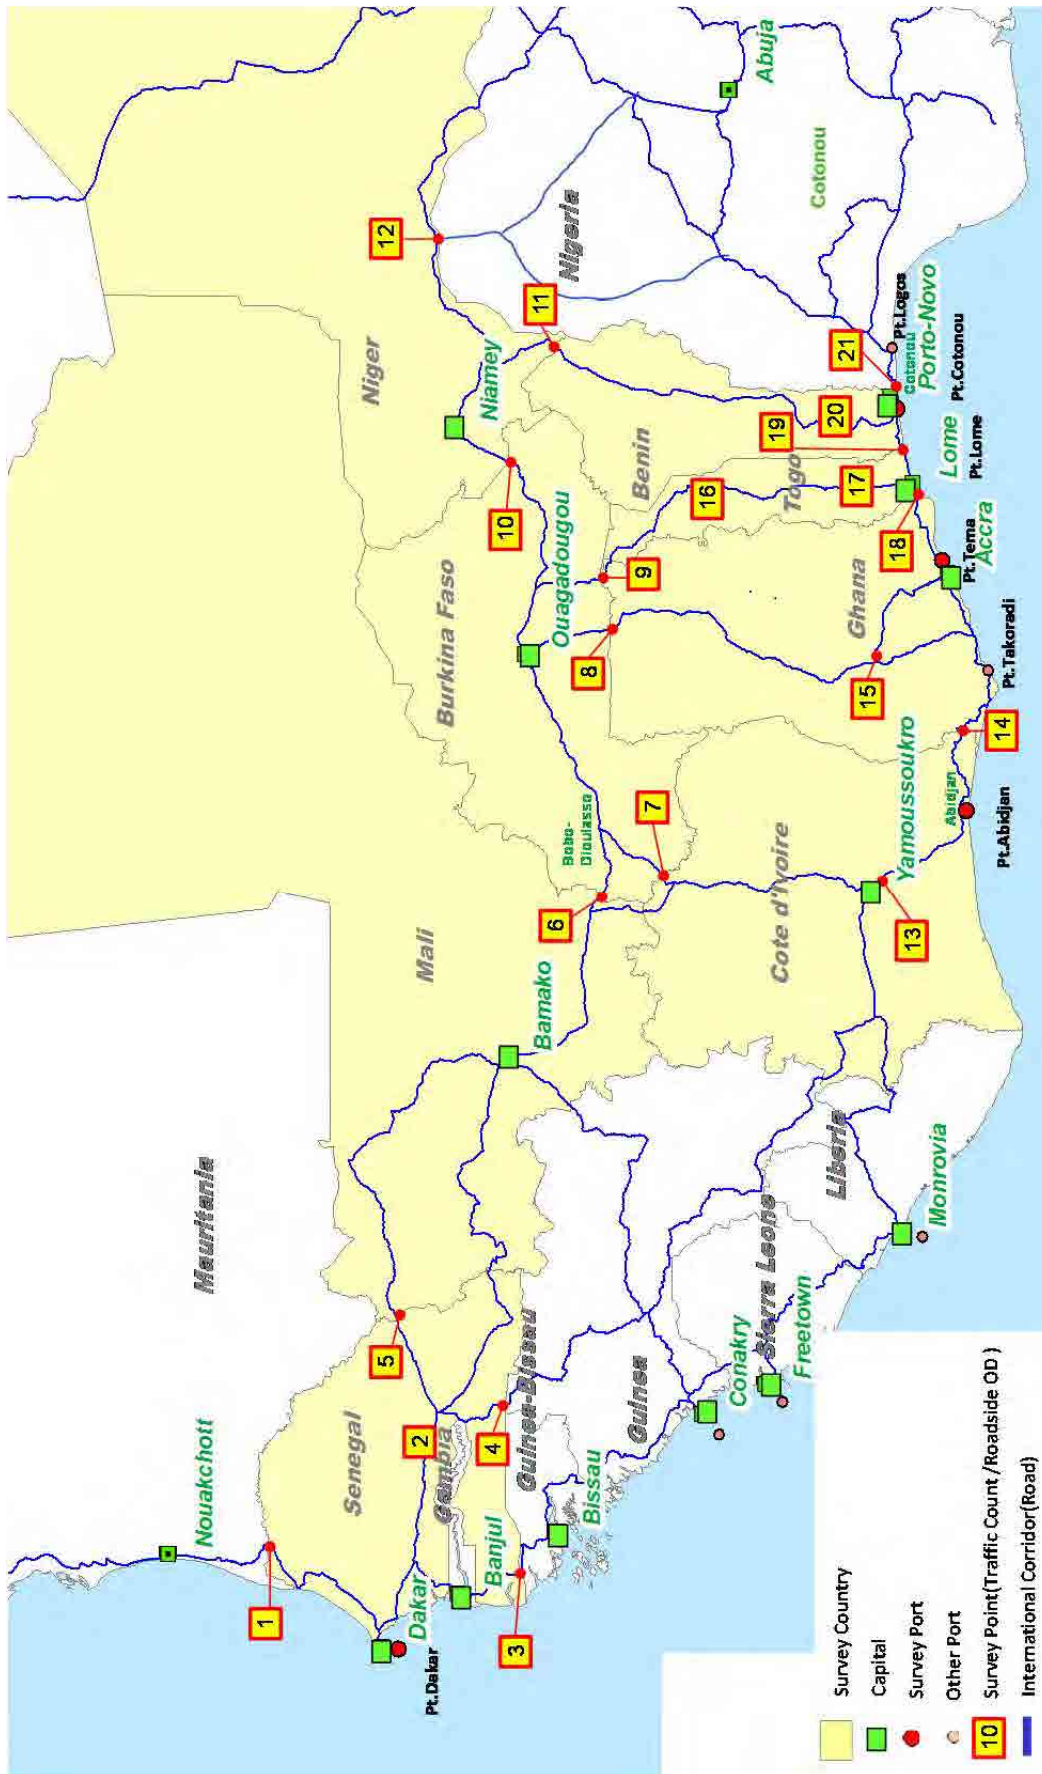 Nouakchott
Mauritania
1
Senegal
5
Mali
Niger
12
Dakar
Pt.Dakar
2
Gambia
Banjul
3
4
Guinea-Bissau
Bissau
Bamako
6
Bobo-
Dioulasso
Burkina Faso
Ouagadougou
10
Niamey
11
Nigeria
Abuja
7
8
9
Benin
16
Togo
19
20
21
Cotonou
Guinea
Conakry
Sierra Leone
Freetown
Liberia
Monrovia
Cote d'Ivoire
Yamoussoukro
13
Abidjan
Pt.Abidjan
14
Ghana
15
Pt.Takoradi
Accra
Pt.Tema
18
17
Lome
Pt.Lome
Cotonou
Porto-Novo
Pt.Cotonou
Pt.Logos
Survey Country
Capital
Survey Port
Other Port
10
Survey Point(Traffic Count /Roadside OD )
International Corridor(Road)